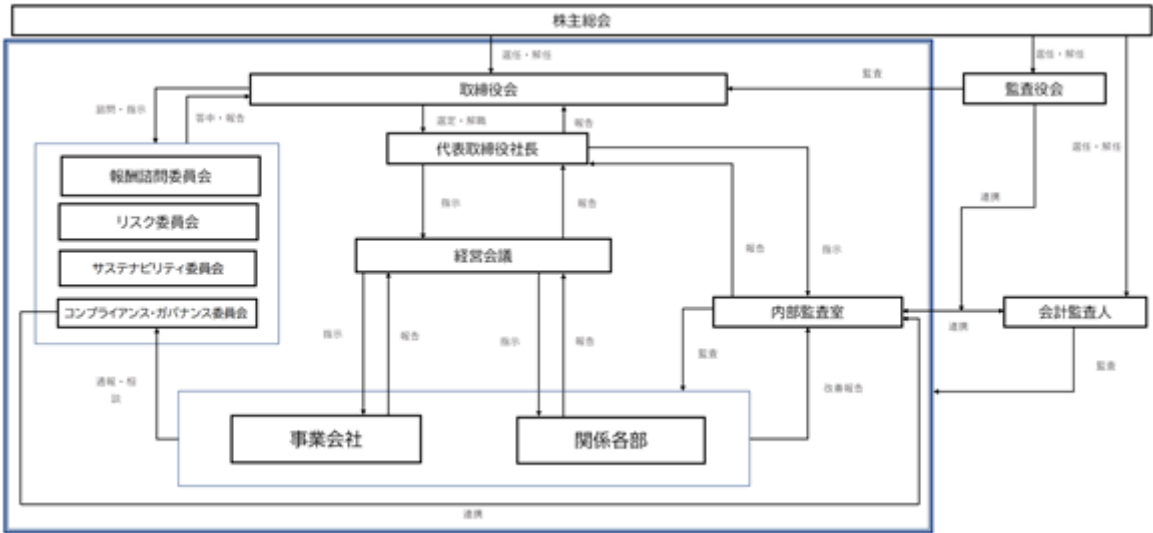 株主総会
選任・解任
選任・解任
監査
取締役会
監査役会
諮問・指示
答申・報告
選定・解職
報告
代表取締役社長
選任・解任
報酬諮問委員会
リスク委員会
サステナビリティ委員会
コンプライアンス・ガバナンス委員会
指示
報告
連携
経営会議
報告
指示
内部監査室
連携
会計監査人
指示
報告
指示
報告
監査
監査
通報・相
談
改善報告
事業会社
関係各部
連携